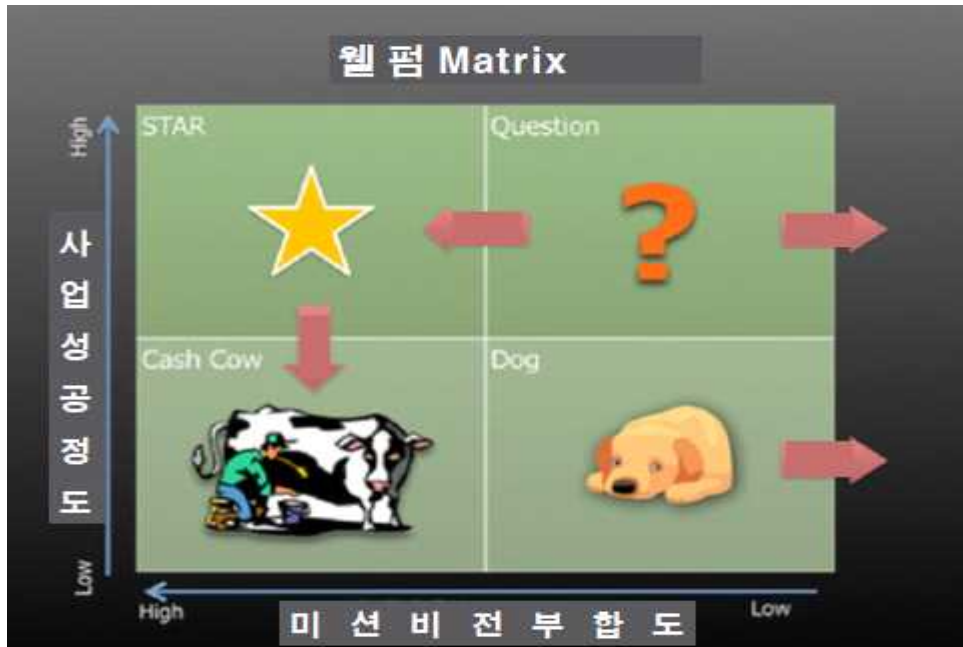 웰 펌 Matrix
High
STAR
Question
사업성공정도
Cash Cow
Dog
Low
High
Low
미 션 비 전 부 합 도